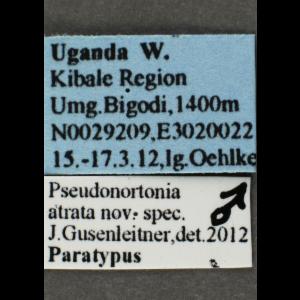 Uganda W.
Kibale Region
Umg.Bigodi,1400m
N0029209,E3020022
15.-17.3.12,lg.Oehlke
Pseudonortonia ♂
atrata nov. spec.
J.Gusenleitner,det.2012
Paratypus